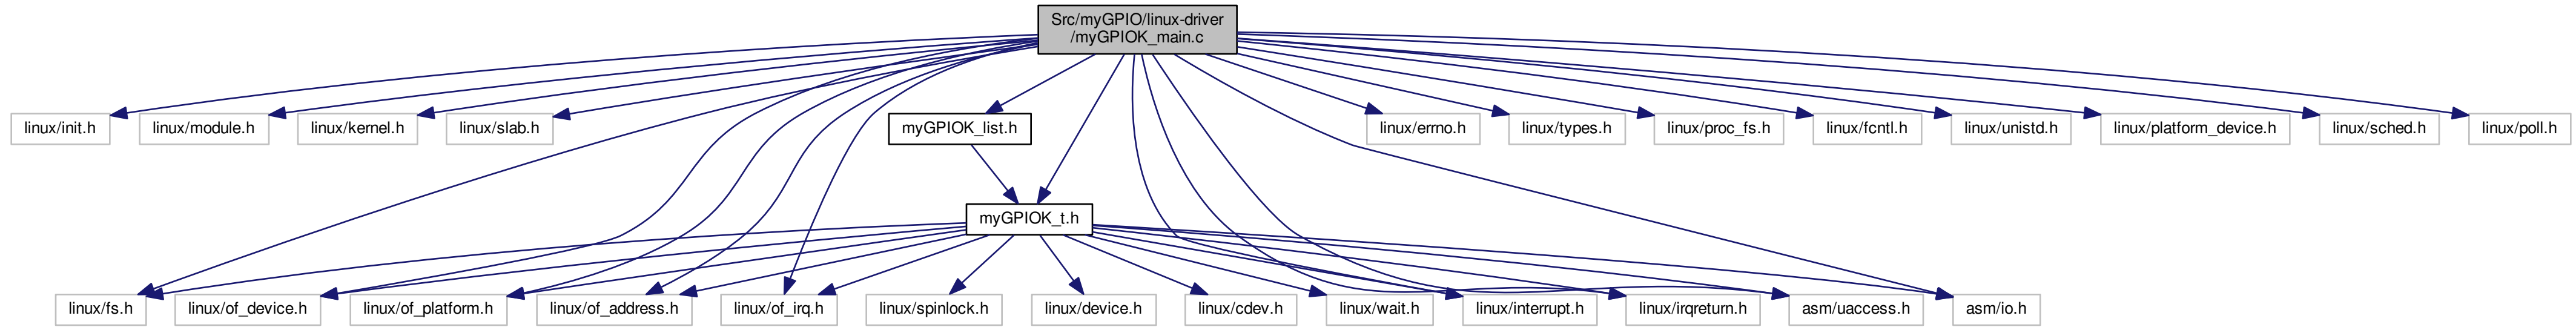 Src/myGPIO/linux-driver
/myGPIOK_main.c
linux/init.h
linux/module.h
linux/kernel.h
linux/slab.h
myGPIOK_list.h
linux/errno.h
linux/types.h
linux/proc_fs.h
linux/fcntl.h
linux/unistd.h
linux/platform_device.h
linux/sched.h
linux/poll.h
myGPIOK_t.h
linux/fs.h
linux/of_device.h
linux/of_platform.h
linux/of_address.h
linux/of_irq.h
linux/spinlock.h
linux/device.h
linux/cdev.h
linux/wait.h
linux/interrupt.h
linux/irqreturn.h
asm/uaccess.h
asm/io.h